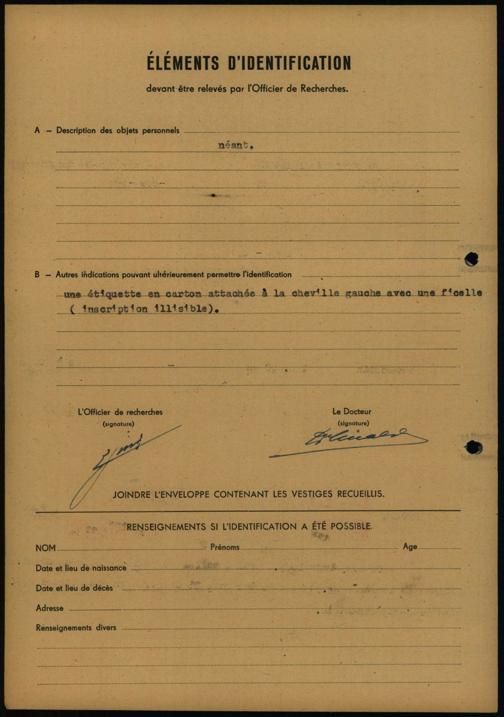 ÉLÉMENTS D'IDENTIFICATION
devant être relevés par l'Officier de Recherches.
A – Description des objets personnels
néant.
B – Autres indications pouvant ultérieurement permettre l'identification
une étiquette en carton attachée à la cheville gauche avec une ficelle
( inscription illisible).
L'Officier de recherches
(signature)
Le Docteur
(signature)
JOINDRE L'ENVELOPPE CONTENANT LES VESTIGES RECUEILLIS.
RENSEIGNEMENTS SI L'IDENTIFICATION A ÉTÉ POSSIBLE.
NOM Prénoms Age
Date et lieu de naissance
Date et lieu de décès
Adresse
Renseignements divers